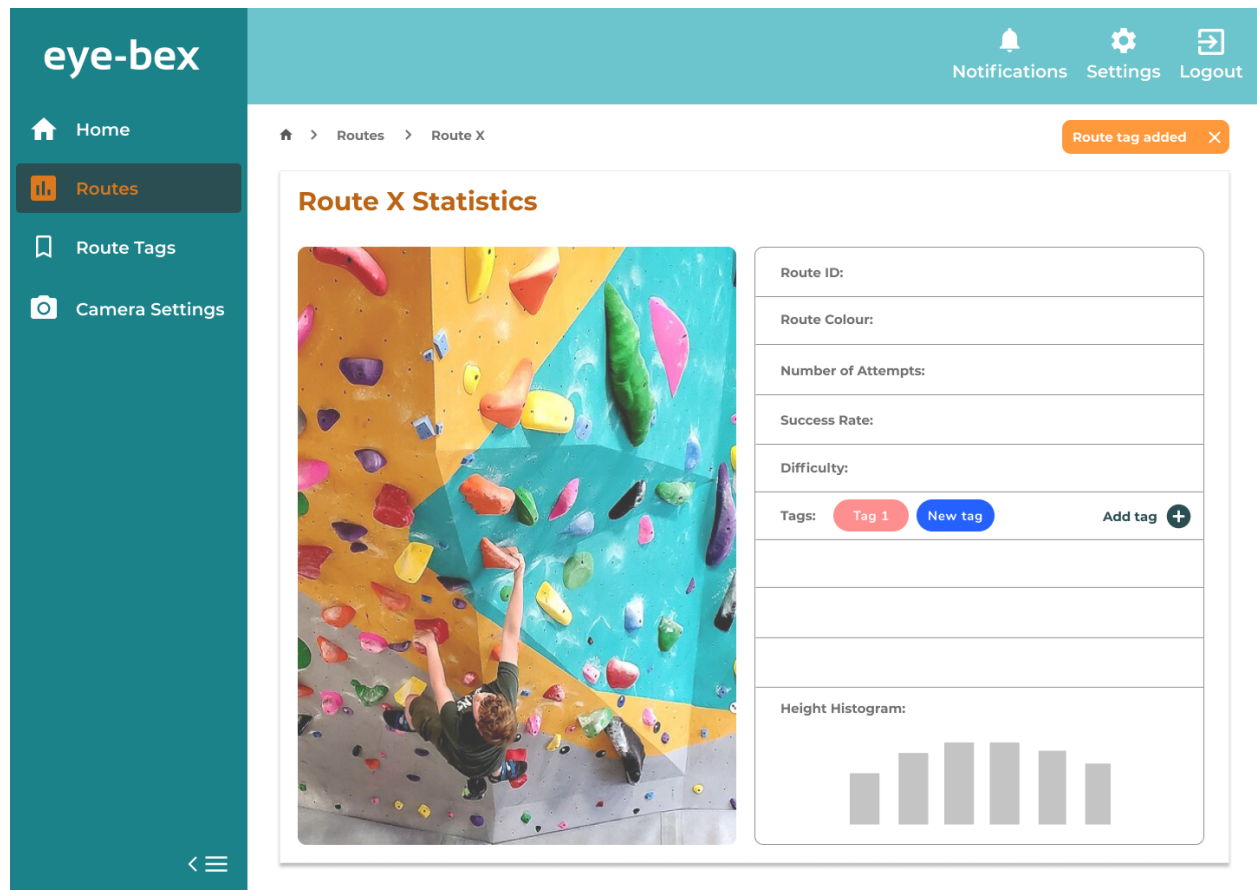 eye-bex
Notifications Settings Logout
Home
Routes
Route Tags
Camera Settings
Routes > Route X
Route tag added
Route X Statistics
Route ID:
Route Colour:
Number of Attempts:
Success Rate:
Difficulty:
Tags: Tag 1 New tag Add tag
Height Histogram: